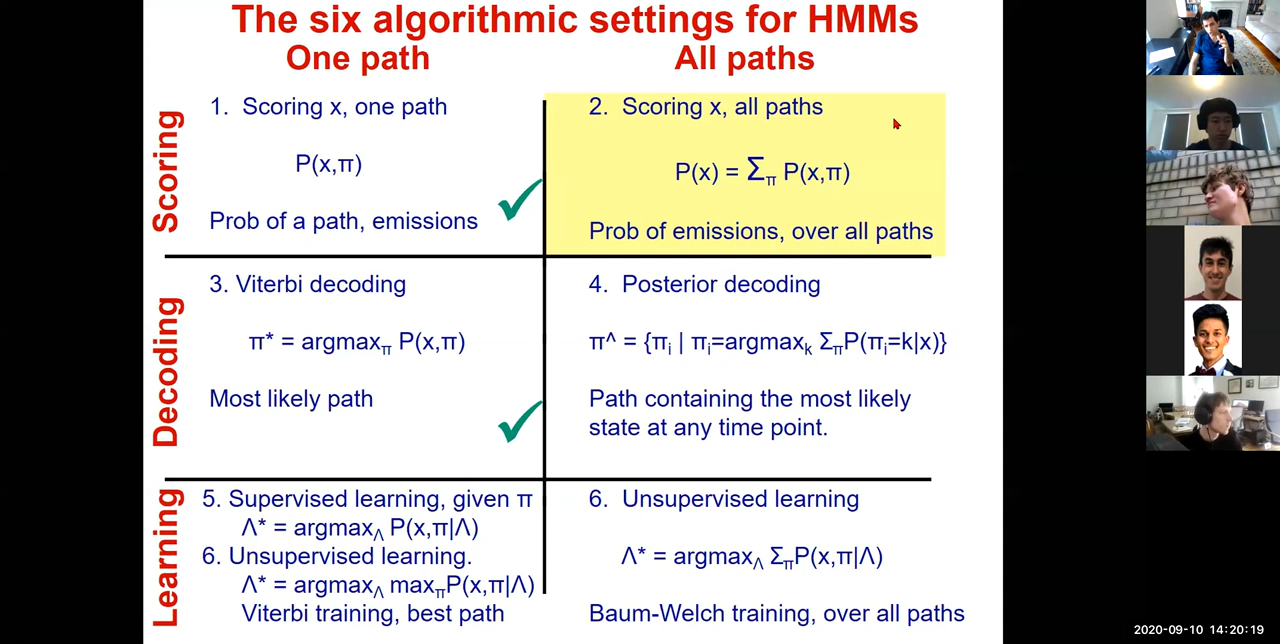 The six algorithmic settings for HMMs
One path
All paths
Scoring
1. Scoring x, one path
P(x,π)
Prob of a path, emissions
2. Scoring x, all paths
P(x) = Σπ P(x,π)
Prob of emissions, over all paths
Decoding
3. Viterbi decoding
π* = argmaxπ P(x,π)
Most likely path
4. Posterior decoding
π^ = {πi | πi=argmaxk ΣπP(πi=k|x)}
Path containing the most likely
state at any time point.
Learning
5. Supervised learning, given π
Λ* = argmaxΛ P(x,π|Λ)
6. Unsupervised learning.
Λ* = argmaxΛ maxπP(x,π|Λ)
Viterbi training, best path
6. Unsupervised learning
Λ* = argmaxΛ ΣπP(x,π|Λ)
Baum-Welch training, over all paths
2020-09-10 14:20:19